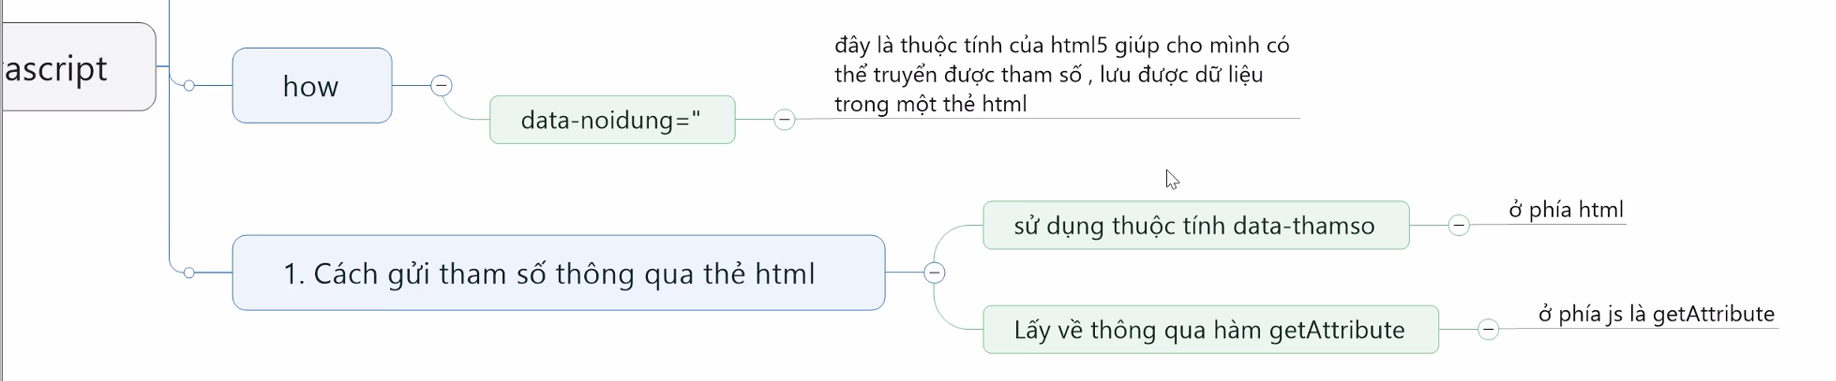 ascript
how
data-noidung="
đây là thuộc tính của html5 giúp cho mình có
thể truyển được tham số , lưu được dữ liệu
trong một thẻ html
1. Cách gửi tham số thông qua thẻ html
sử dụng thuộc tính data-thamso
ở phía html
Lấy về thông qua hàm getAttribute
ở phía js là getAttribute